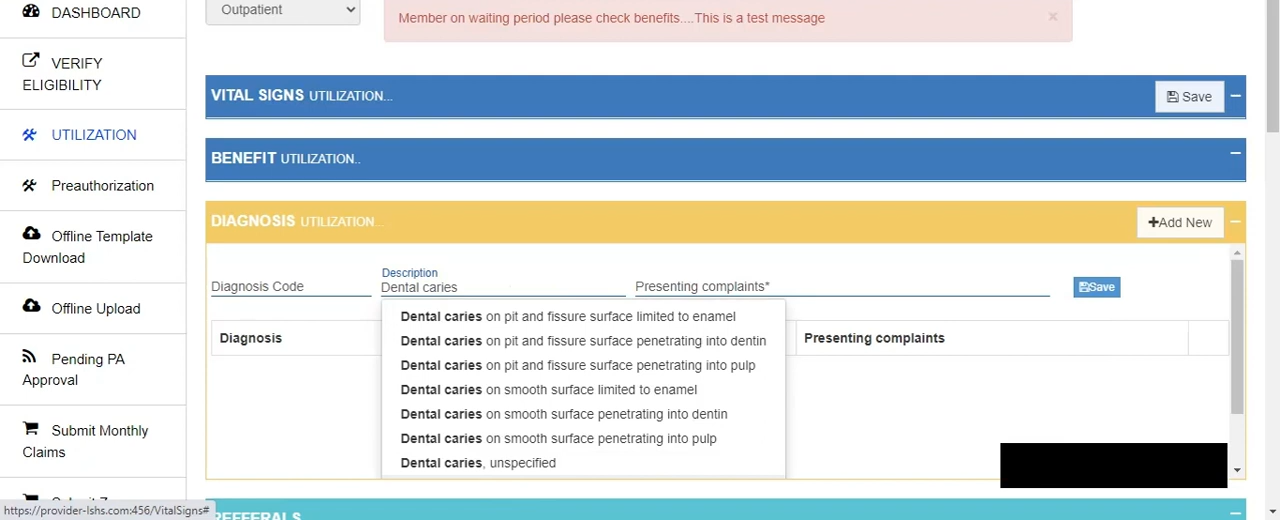 DASHBOARD
VERIFY
ELIGIBILITY
UTILIZATION
Preauthorization
Offline Template
Download
Offline Upload
Pending PA
Approval
Submit Monthly
Claims
https://provider-lshs.com:456/VitalSigns#
Outpatient
Member on waiting period please check benefits....This is a test message ×
VITAL SIGNS UTILIZATION...
Save
BENEFIT UTILIZATION..
DIAGNOSIS UTILIZATION...
Add New
Description
Diagnosis Code Dental caries Presenting complaints* Save
Dental caries on pit and fissure surface limited to enamel
Dental caries on pit and fissure surface penetrating into dentin
Dental caries on pit and fissure surface penetrating into pulp
Dental caries on smooth surface limited to enamel
Dental caries on smooth surface penetrating into dentin
Dental caries on smooth surface penetrating into pulp
Dental caries, unspecified
Diagnosis Presenting complaints
REFERRALS